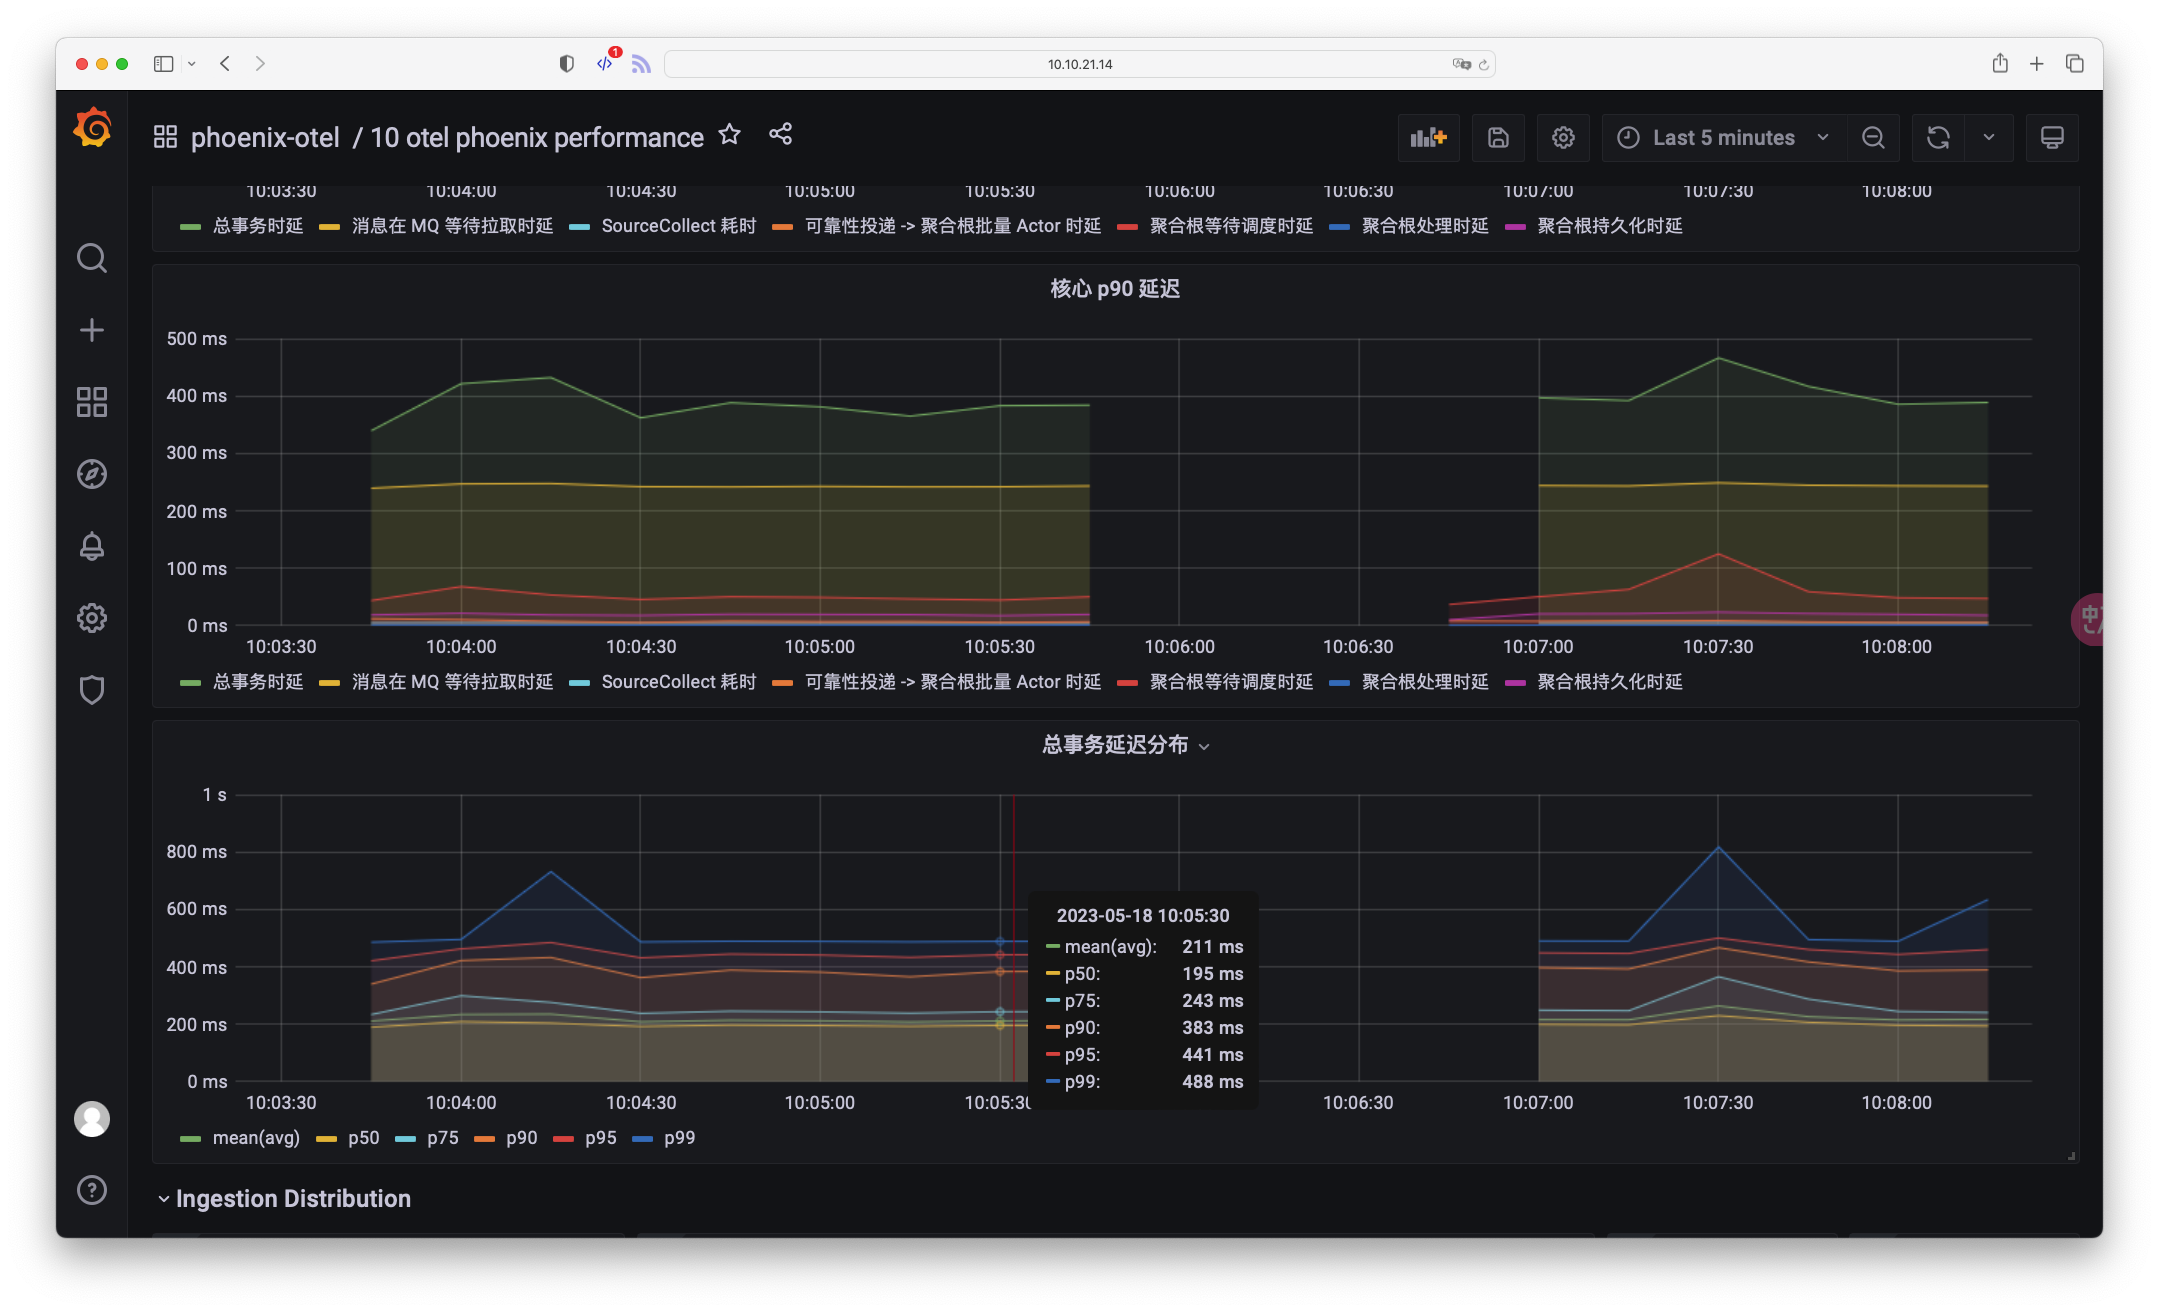 1
10.10.21.14
phoenix-otel / 10 otel phoenix performance
Last 5 minutes
10:03:30 10:04:00 10:04:30 10:05:00 10:05:30 10:06:00 10:06:30 10:07:00 10:07:30 10:08:00
总事务时延 消息在 MQ 等待拉取时延 SourceCollect 耗时 可靠性投递 -> 聚合根批量 Actor 时延 聚合根等待调度时延 聚合根处理时延 聚合根持久化时延
核心 p90 延迟
500 ms
400 ms
300 ms
200 ms
100 ms
0 ms
10:03:30 10:04:00 10:04:30 10:05:00 10:05:30 10:06:00 10:06:30 10:07:00 10:07:30 10:08:00
总事务时延 消息在 MQ 等待拉取时延 SourceCollect 耗时 可靠性投递 -> 聚合根批量 Actor 时延 聚合根等待调度时延 聚合根处理时延 聚合根持久化时延
总事务延迟分布
1 s
800 ms
600 ms
400 ms
200 ms
0 ms
2023-05-18 10:05:30
mean(avg): 211 ms
p50: 195 ms
p75: 243 ms
p90: 383 ms
p95: 441 ms
p99: 488 ms
10:03:30 10:04:00 10:04:30 10:05:00 10:05:30 10:06:30 10:07:00 10:07:30 10:08:00
mean(avg) p50 p75 p90 p95 p99
Ingestion Distribution